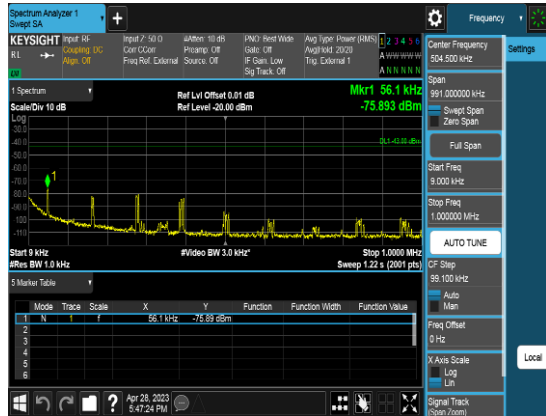 Spectrum Analyzer 1
Swept SA
+
Frequency
KEYSIGHT
Input: RF
Coupling: DC
Align: Off
Input Z: 50 Ω
Corr CCorr
Freq Ref: External
#Atten: 10 dB
Preamp: Off
Source: Off
PNO: Best Wide
Gate: Off
IF Gain: Low
Sig Track: Off
Avg Type: Power (RMS)
Avg|Hold: 20/20
Trig: External 1
1 2 3 4 5 6
A W W W W W
A N N N N N
RL
LV
Center Frequency
504.500 kHz
Settings
Span
991.000000 kHz
Swept Span
Zero Span
Full Span
Start Freq
9.000 kHz
Stop Freq
1.000000 MHz
AUTO TUNE
CF Step
99.100 kHz
Auto
Man
Freq Offset
0 Hz
X Axis Scale
Log
Lin
Signal Track
(Span Zoom)
Local
1 Spectrum
Scale/Div 10 dB
Ref Lvl Offset 0.01 dB
Ref Level -20.00 dBm
Mkr1 56.1 kHz
-75.893 dBm
Log
-30.0
-40.0
-50.0
-60.0
-70.0
-80.0
-90.0
-100
-110
DL1 -43.00 dBm
1
Start 9 kHz
#Res BW 1.0 kHz
#Video BW 3.0 kHz*
Stop 1.0000 MHz
Sweep 1.22 s (2001 pts)
5 Marker Table
Mode Trace Scale X Y Function Function Width Function Value
1 N 1 f 56.1 kHz -75.89 dBm
2
3
4
5
6
?
Apr 28, 2023
5:47:24 PM